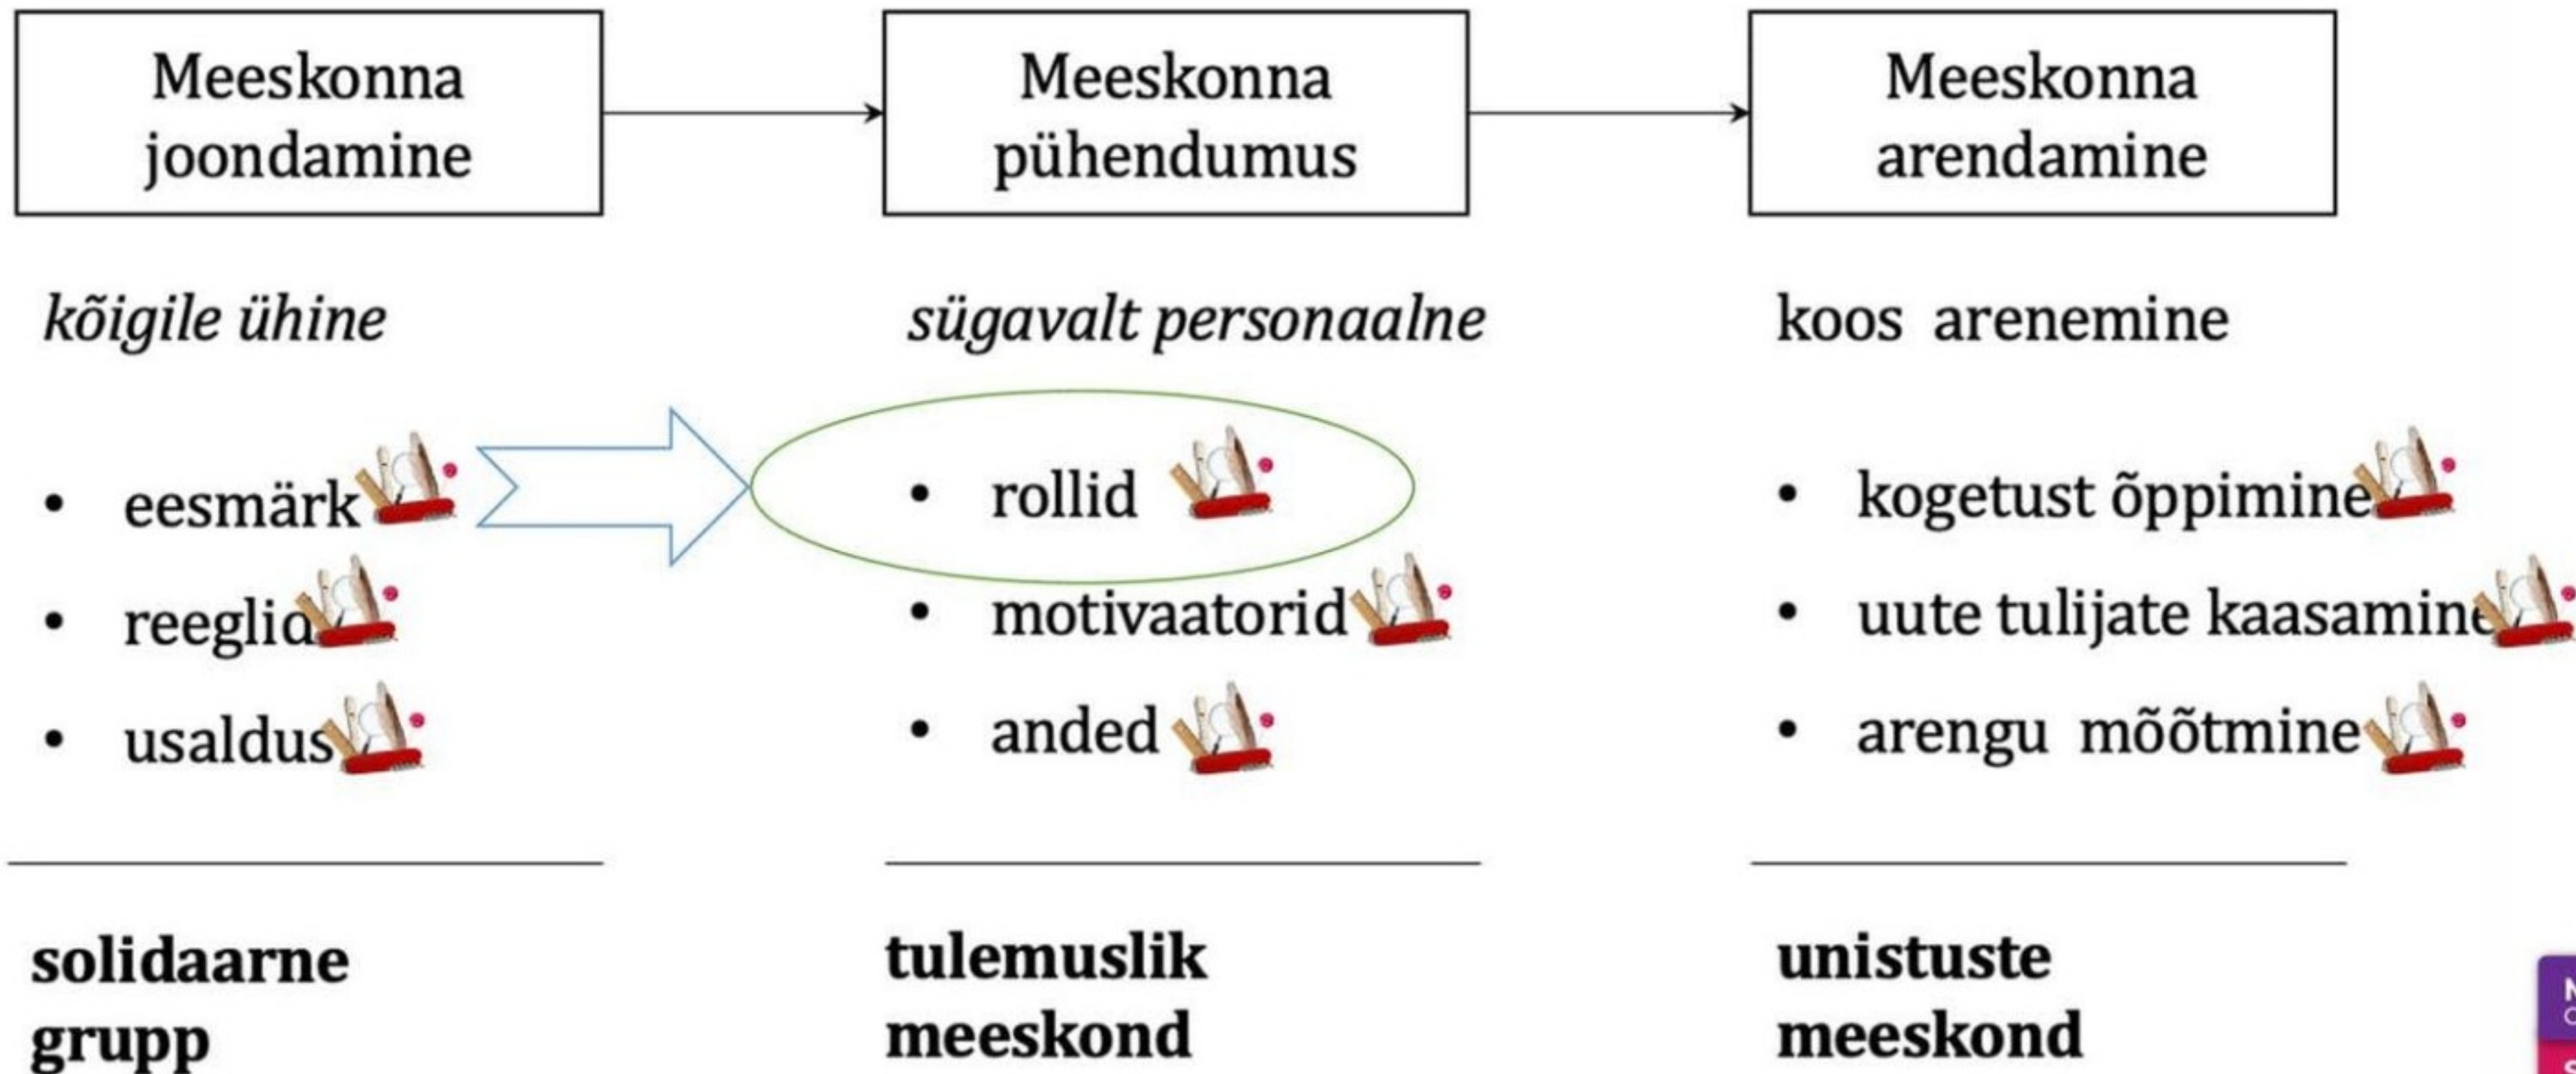 Meeskonna
joondamine
Meeskonna
pühendumus
Meeskonna
arendamine
kõigile ühine
sügavalt personaalne
koos arenemine
• eesmärk
• reeglid
• usaldus
• rollid
• motivaatorid
• anded
• kogetust õppimine
• uute tulijate kaasamine
• arengu mõõtmine
solidaarne
grupp
tulemuslik
meeskond
unistuste
meeskond